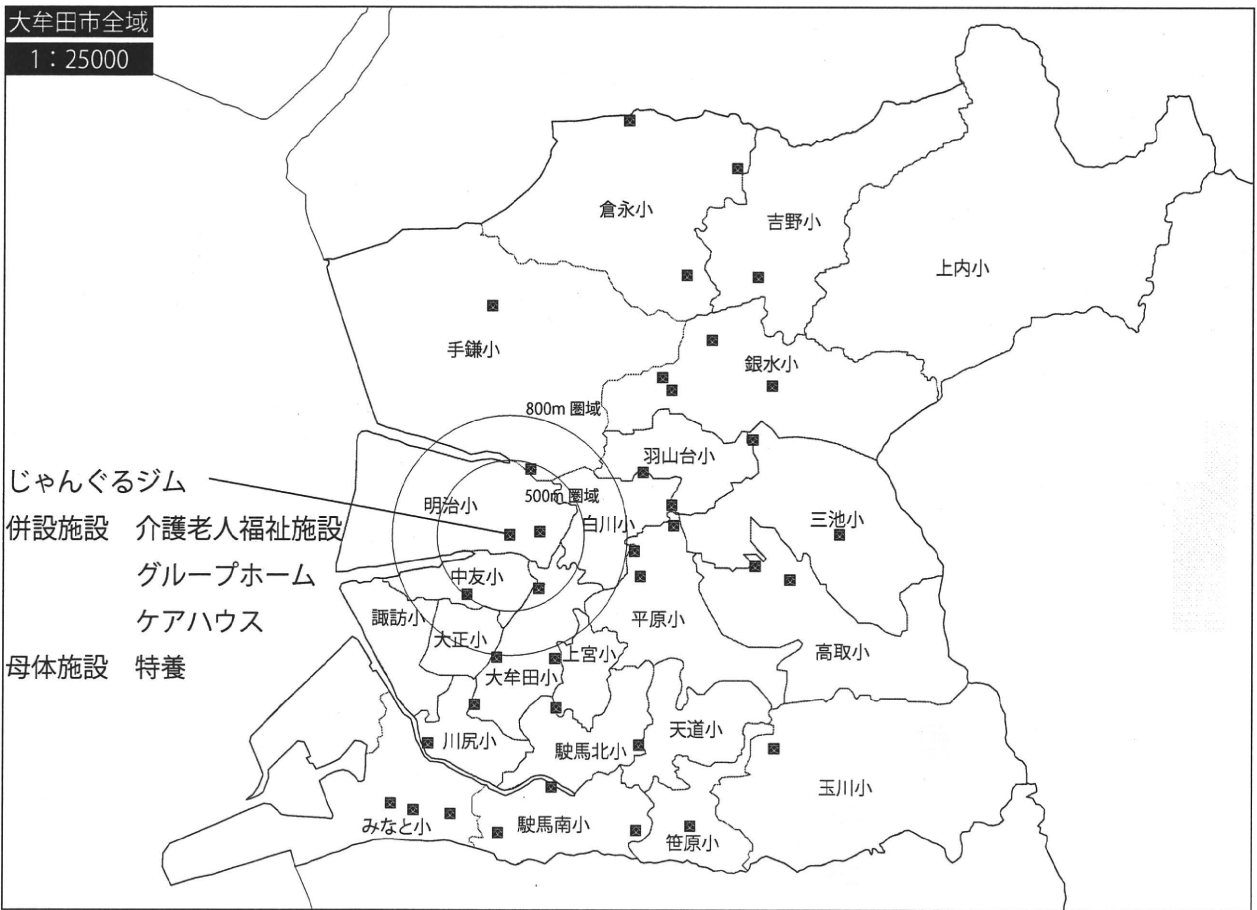 大牟田市全域
1：25000
倉永小
吉野小
上内小
手鎌小
銀水小
800m 圏域
羽山台小
じゃんぐるジム
明治小
500m 圏域
白川小
三池小
併設施設　介護老人福祉施設
グループホーム
中友小
ケアハウス
諏訪小
大正小
平原小
上宮小
高取小
母体施設　特養
大牟田小
天道小
川尻小
駛馬北小
玉川小
みなと小
駛馬南小
笹原小